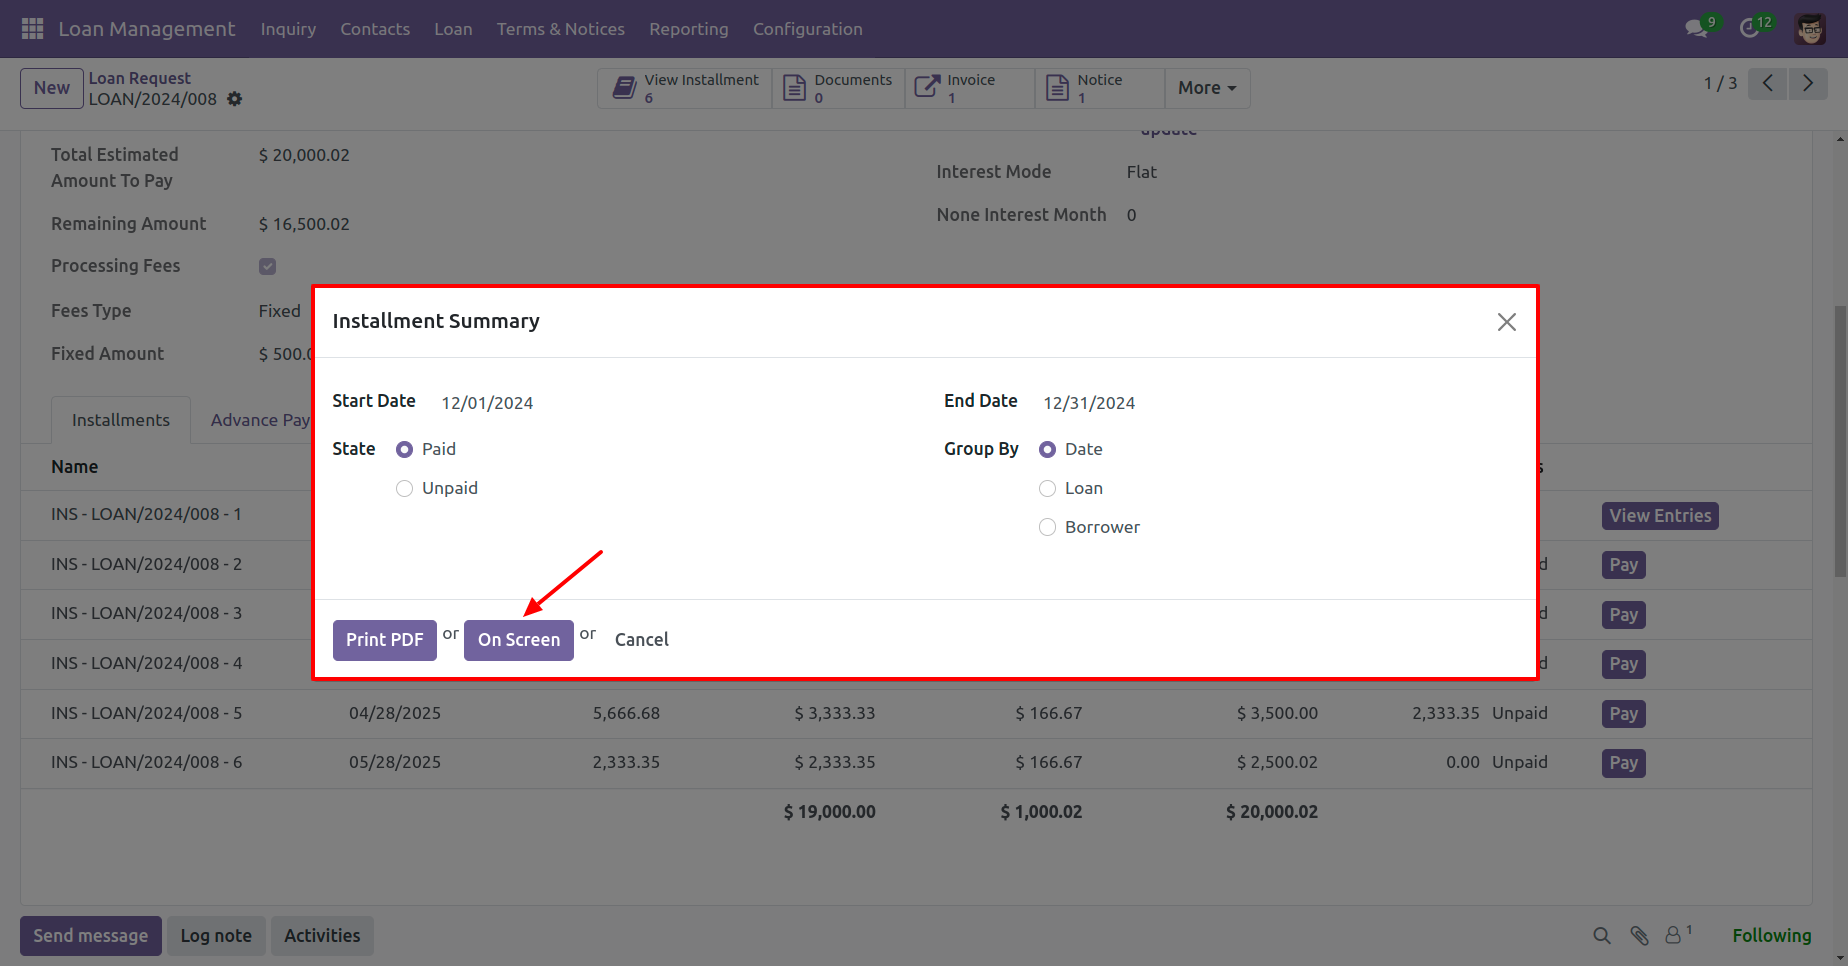 Loan Management Inquiry Contacts Loan Terms & Notices Reporting Configuration 9 12
New Loan Request
LOAN/2024/008
View Installment
6
Documents
0
Invoice
1
Notice
1
More
1 / 3
update
Total Estimated
Amount To Pay
$ 20,000.02
Interest Mode Flat
Remaining Amount $ 16,500.02
None Interest Month 0
Processing Fees
Fees Type Fixed
Fixed Amount $ 500.0
Installment Summary
Start Date 12/01/2024 End Date 12/31/2024
State Paid Group By Date
Unpaid Loan
Borrower
Print PDF or On Screen or Cancel
Installments Advance Pay
Name s
INS - LOAN/2024/008 - 1 View Entries
INS - LOAN/2024/008 - 2 d Pay
INS - LOAN/2024/008 - 3 d Pay
INS - LOAN/2024/008 - 4 d Pay
INS - LOAN/2024/008 - 5 04/28/2025 5,666.68 $ 3,333.33 $ 166.67 $ 3,500.00 2,333.35 Unpaid Pay
INS - LOAN/2024/008 - 6 05/28/2025 2,333.35 $ 2,333.35 $ 166.67 $ 2,500.02 0.00 Unpaid Pay
$ 19,000.00 $ 1,000.02 $ 20,000.02
Send message Log note Activities 1 Following